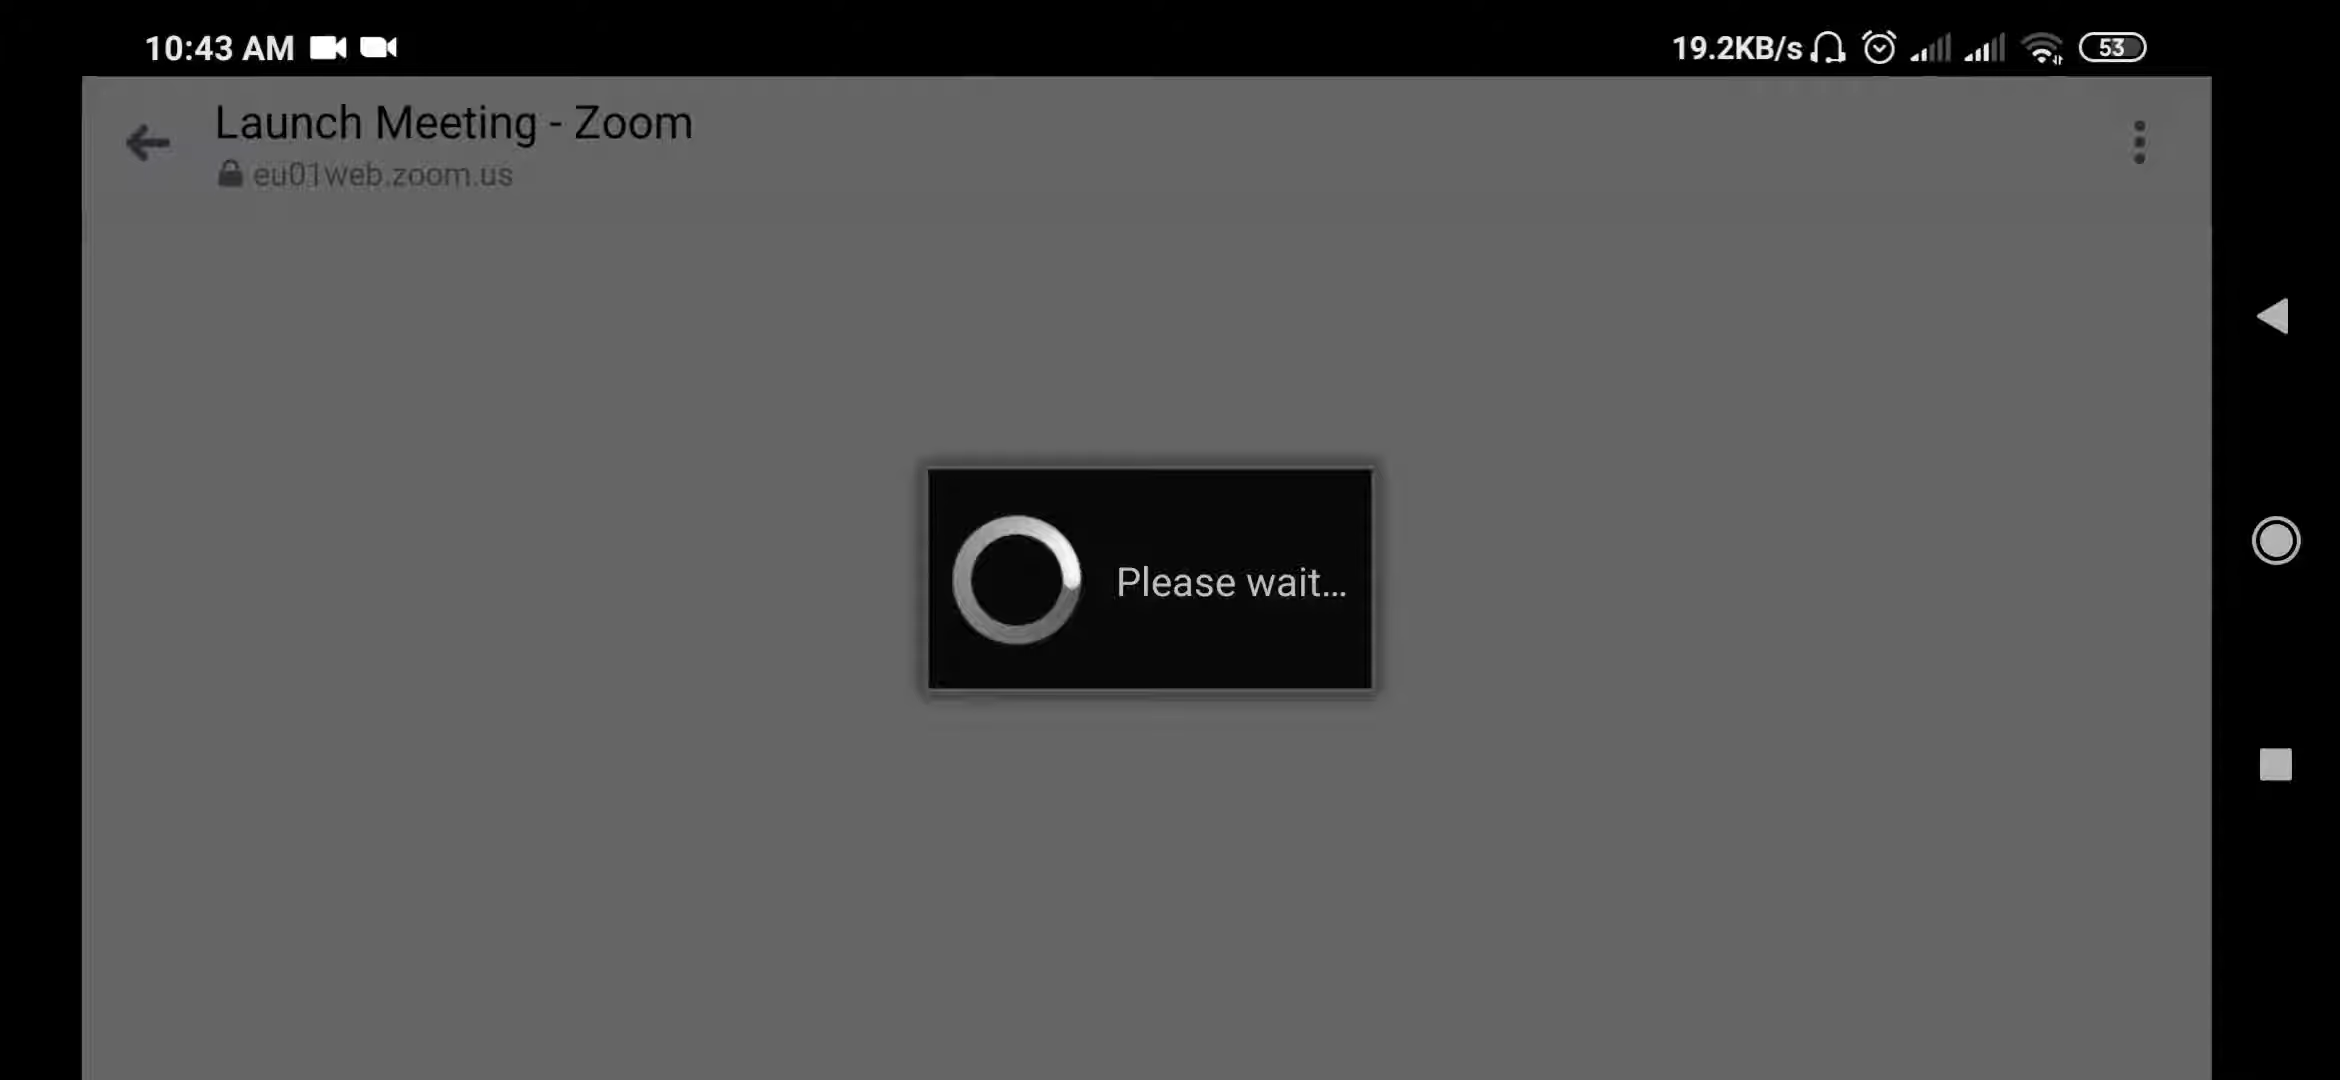 10:43 AM
19.2KB/s
53
Launch Meeting - Zoom
eu01web.zoom.us
Please wait...